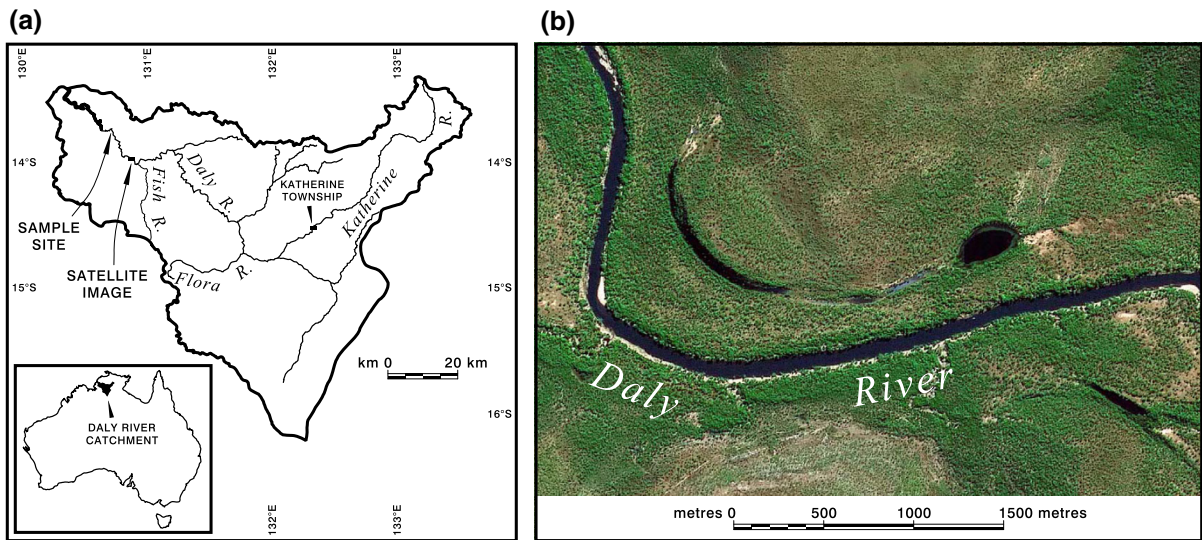 (a)
130°E
131°E
132°E
133°E
14°S
15°S
16°S
132°E
133°E
14°S
15°S
SAMPLE
SITE
SATELLITE
IMAGE
Fish R.
Daly R.
Flora R.
Katherine R.
KATHERINE
TOWNSHIP
km 0 20 km
DALY RIVER
CATCHMENT
(b)
Daly River
metres 0 500 1000 1500 metres